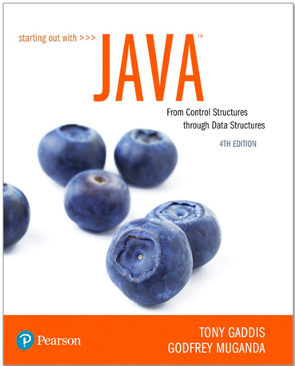 starting out with >>>
JAVA™
From Control Structures
through Data Structures
4TH EDITION
P Pearson
TONY GADDIS
GODFREY MUGANDA